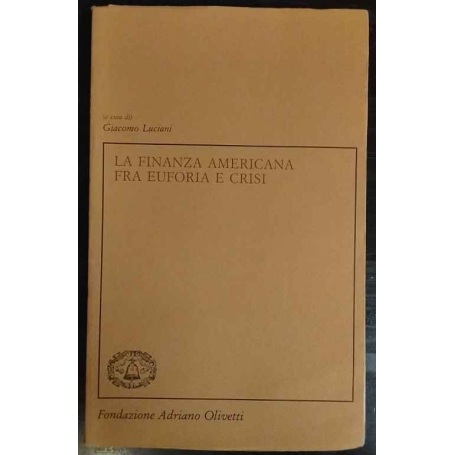 (a cura di)
Giacomo Luciani
LA FINANZA AMERICANA
FRA EUFORIA E CRISI
Fondazione Adriano Olivetti